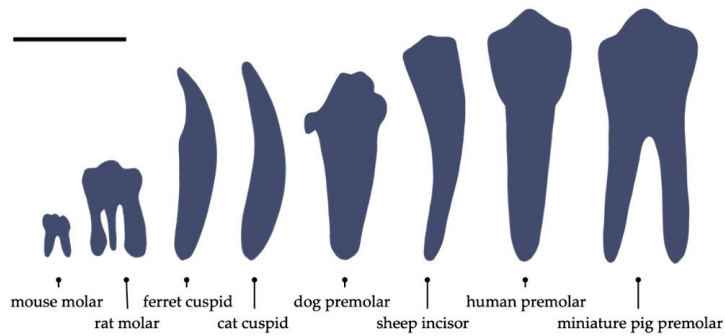 mouse molar
rat molar
ferret cuspid
cat cuspid
dog premolar
sheep incisor
human premolar
miniature pig premolar